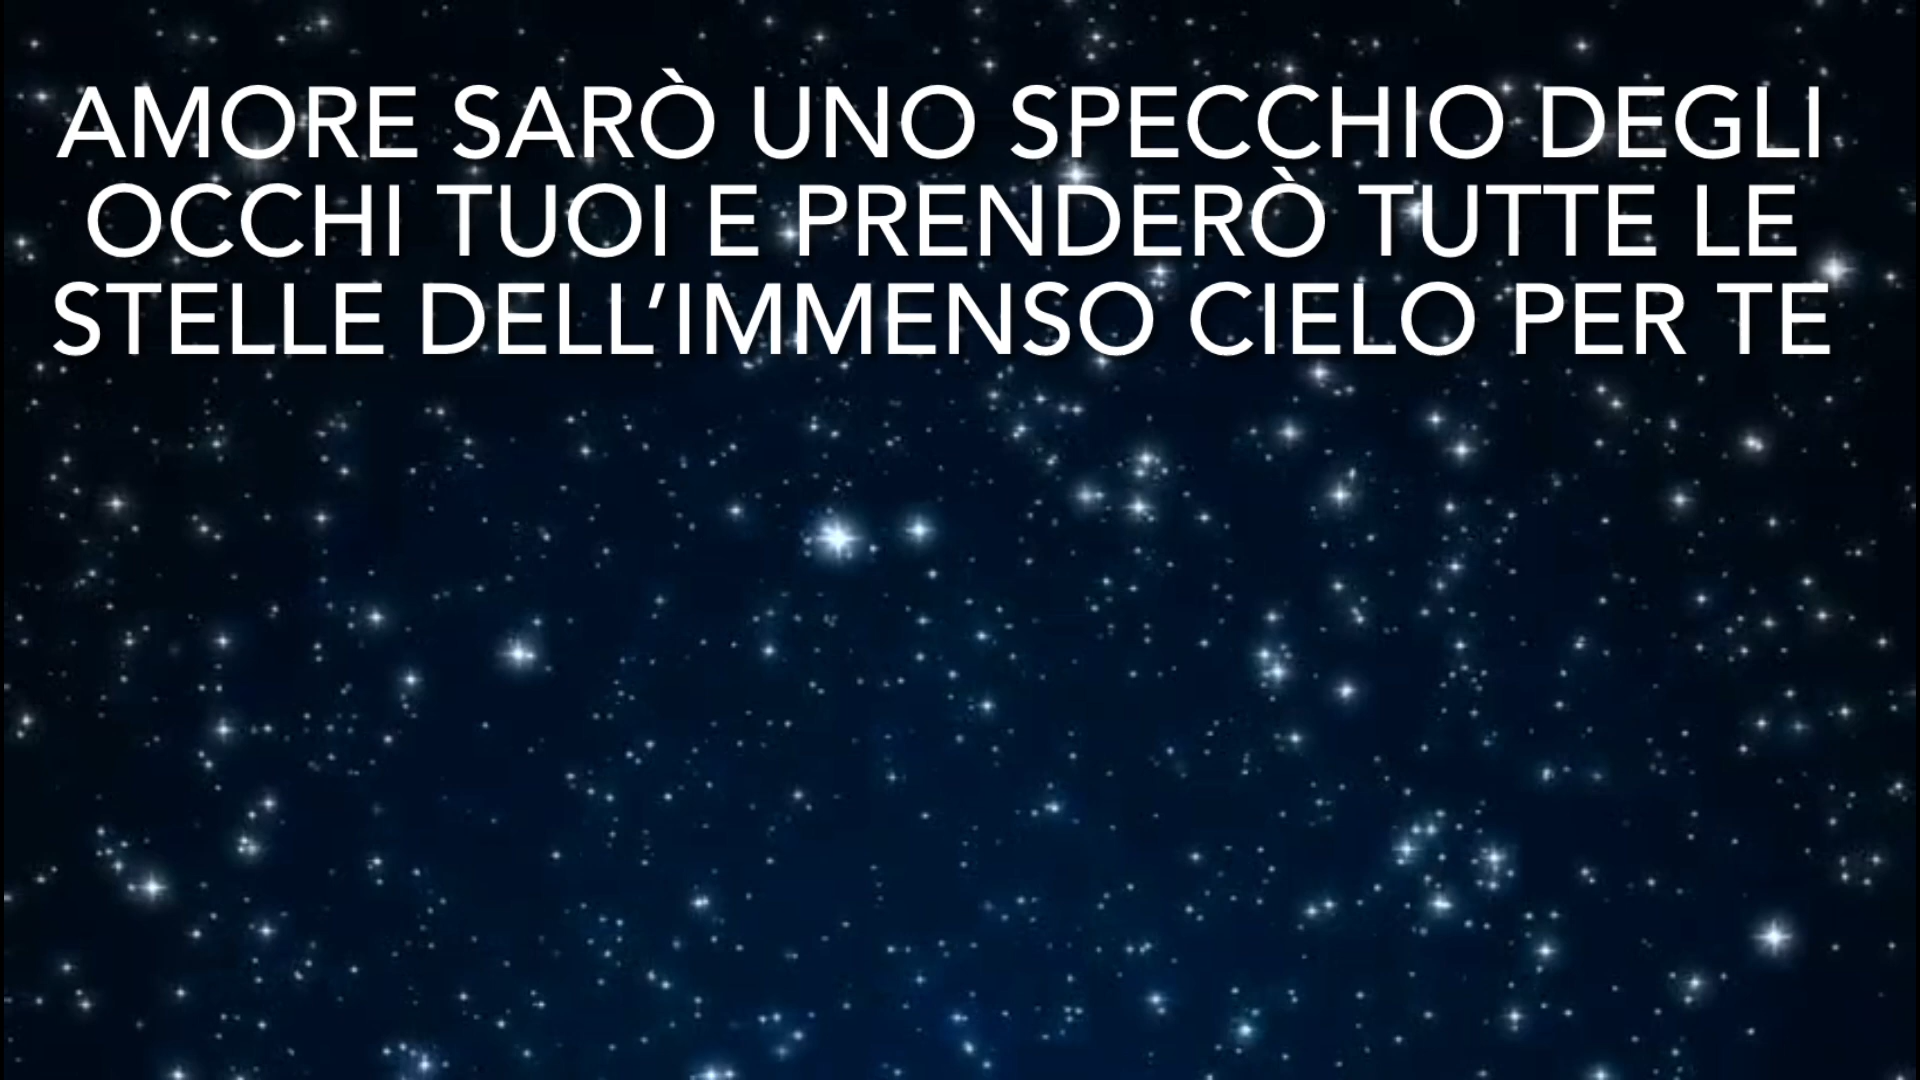 AMORE SARÒ UNO SPECCHIO DEGLI
OCCHI TUOI E PRENDERÒ TUTTE LE
STELLE DELL’IMMENSO CIELO PER TE